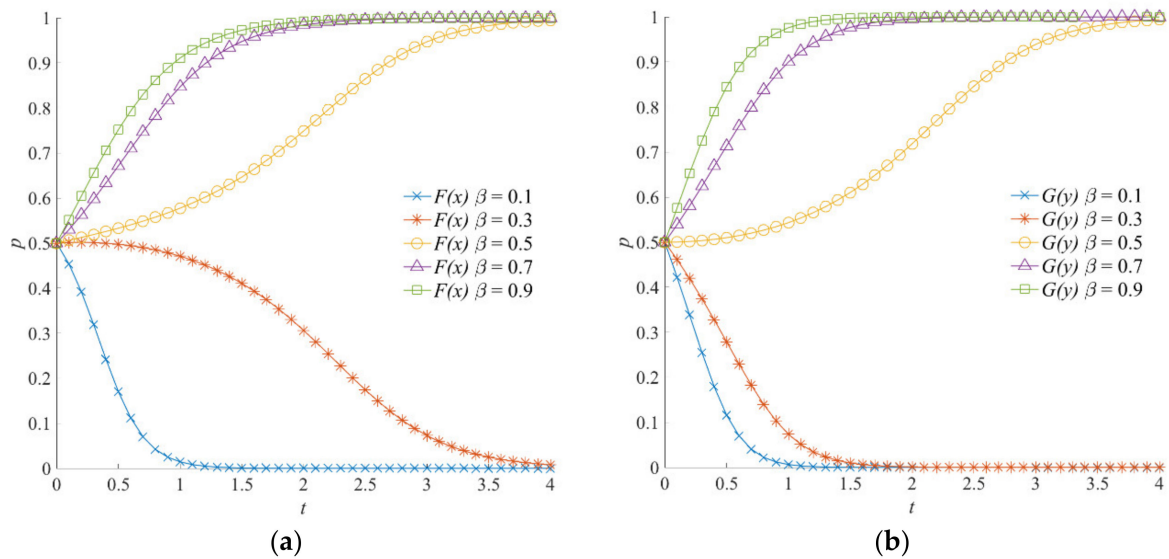 1
0.9
0.8
0.7
0.6
p
0.5
0.4
0.3
0.2
0.1
0
F(x) β = 0.1
F(x) β = 0.3
F(x) β = 0.5
F(x) β = 0.7
F(x) β = 0.9
0 0.5 1 1.5 2 2.5 3 3.5 4
t
(a)
1
0.9
0.8
0.7
0.6
p
0.5
0.4
0.3
0.2
0.1
0
G(y) β = 0.1
G(y) β = 0.3
G(y) β = 0.5
G(y) β = 0.7
G(y) β = 0.9
0 0.5 1 1.5 2 2.5 3 3.5 4
t
(b)